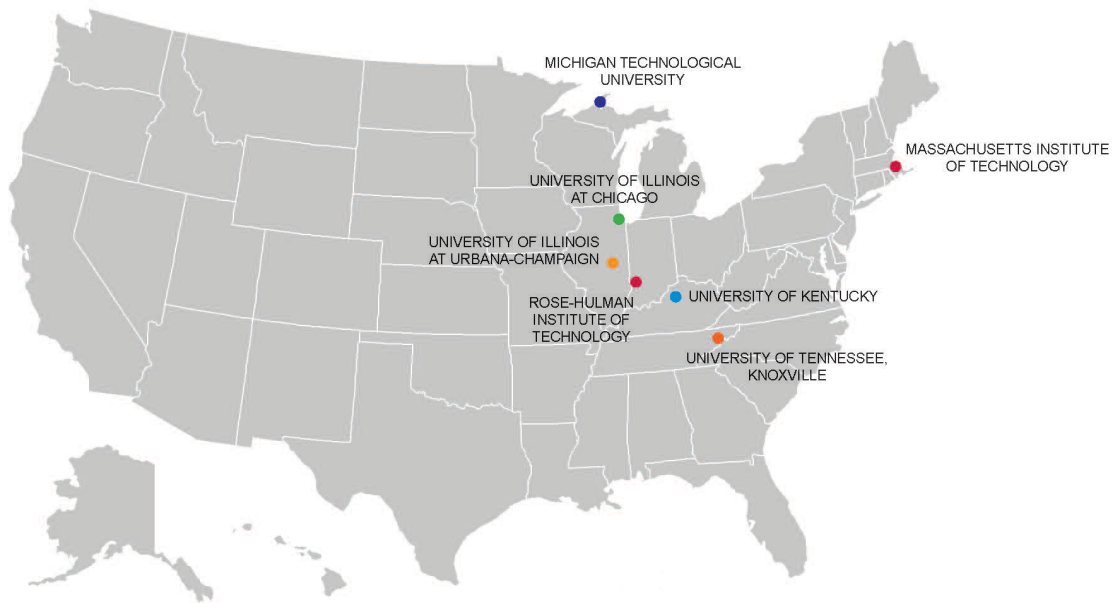 MICHIGAN TECHNOLOGICAL
UNIVERSITY
MASSACHUSETTS INSTITUTE
OF TECHNOLOGY
UNIVERSITY OF ILLINOIS
AT CHICAGO
UNIVERSITY OF ILLINOIS
AT URBANA-CHAMPAIGN
ROSE-HULMAN
INSTITUTE OF
TECHNOLOGY
UNIVERSITY OF KENTUCKY
UNIVERSITY OF TENNESSEE,
KNOXVILLE